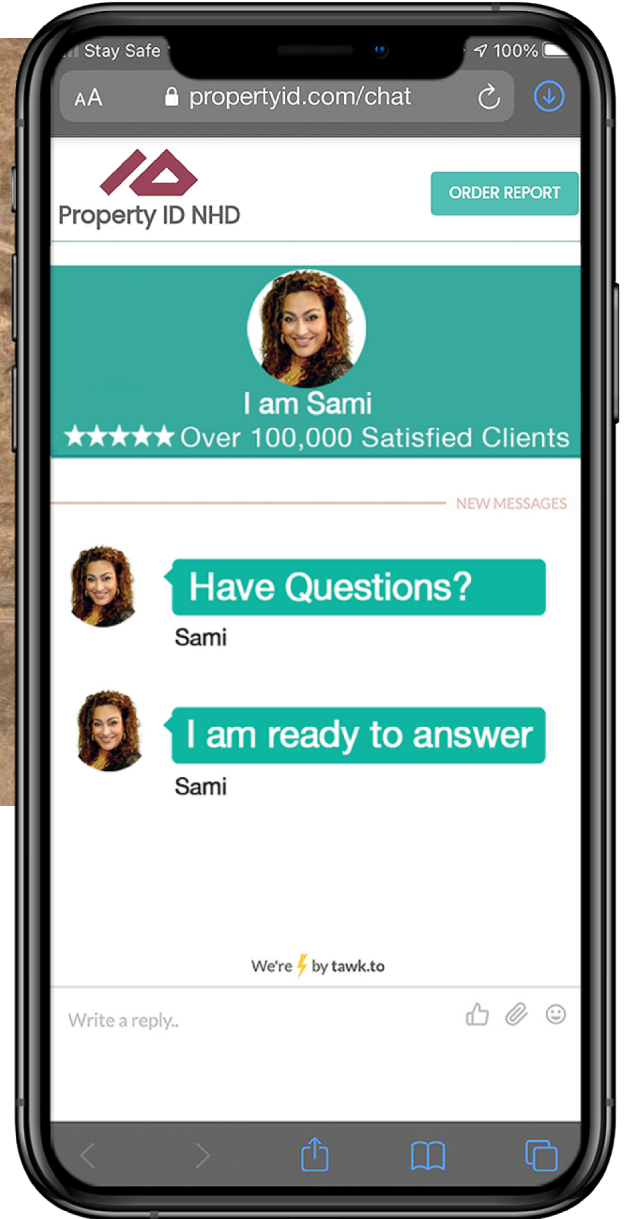 Stay Safe
100%
AA
propertyid.com/chat
Property ID NHD
ORDER REPORT
I am Sami
★★★★★ Over 100,000 Satisfied Clients
NEW MESSAGES
Have Questions?
Sami
I am ready to answer
Sami
We're ⚡ by tawk.to
Write a reply..